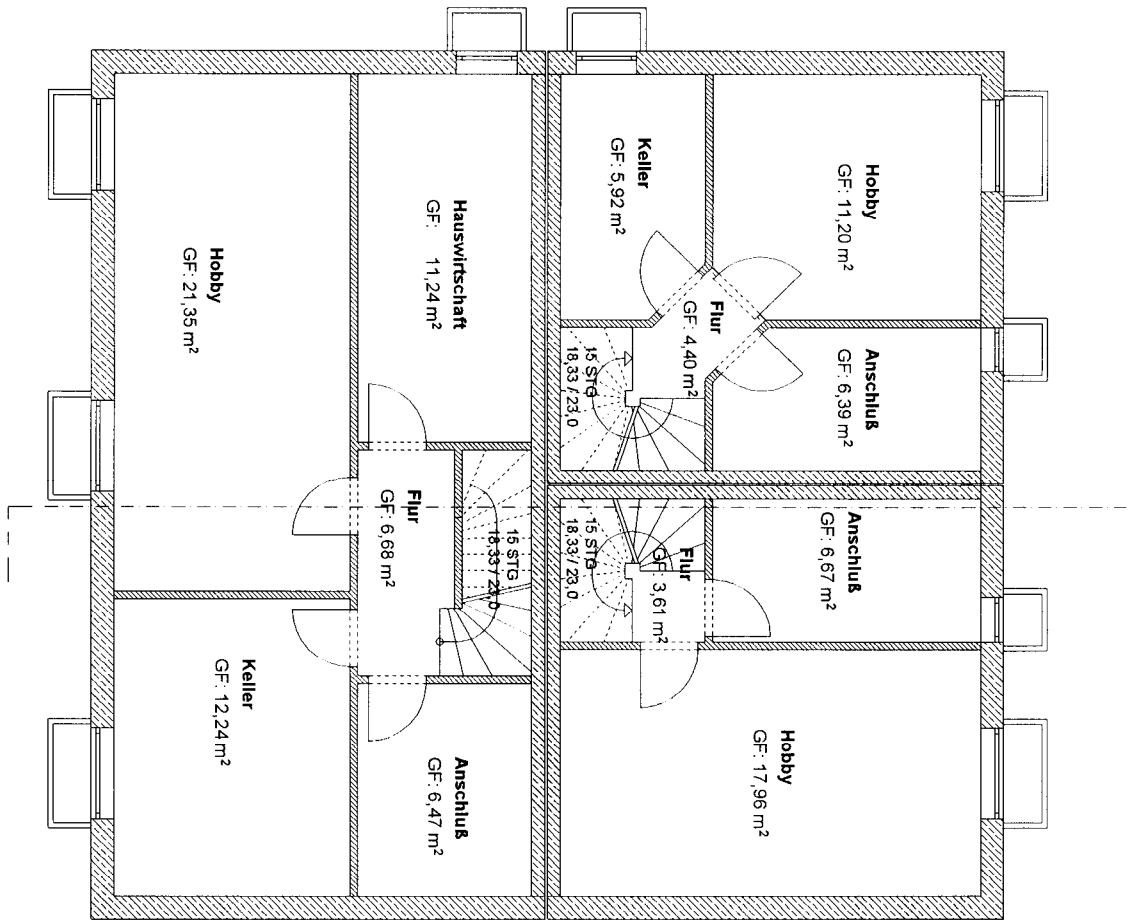 Hobby
GF: 21,35 m²
Hauswirtschaft
GF: 11,24 m²
Flur
GF: 6,68 m²
15 STG
18,33 / 23,0
Keller
GF: 12,24 m²
Anschluß
GF: 6,47 m²
Keller
GF: 5,92 m²
Hobby
GF: 11,20 m²
Flur
GF: 4,40 m²
15 STG
18,33 / 23,0
Anschluß
GF: 6,39 m²
Anschluß
GF: 6,67 m²
Flur
GF: 3,61 m²
15 STG
18,33 / 23,0
Hobby
GF: 17,96 m²